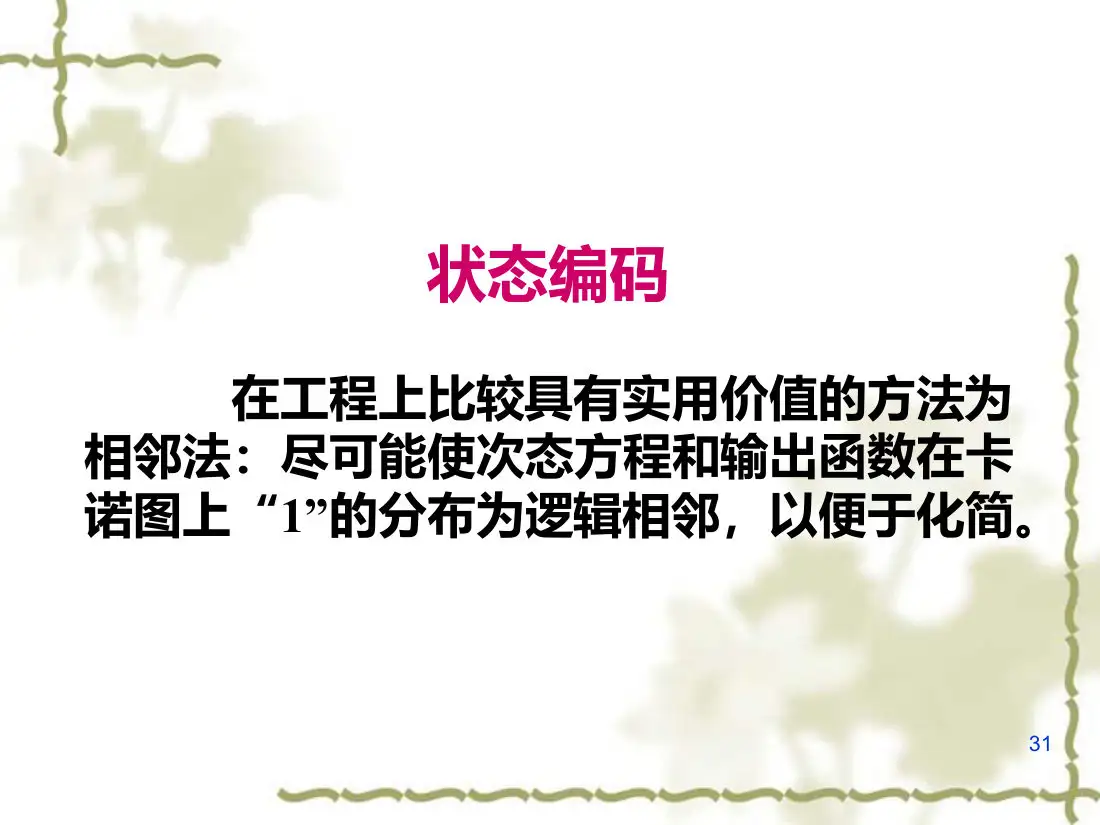 状态编码
在工程上比较具有实用价值的方法为
相邻法：尽可能使次态方程和输出函数在卡
诺图上“1”的分布为逻辑相邻，以便于化简。
31